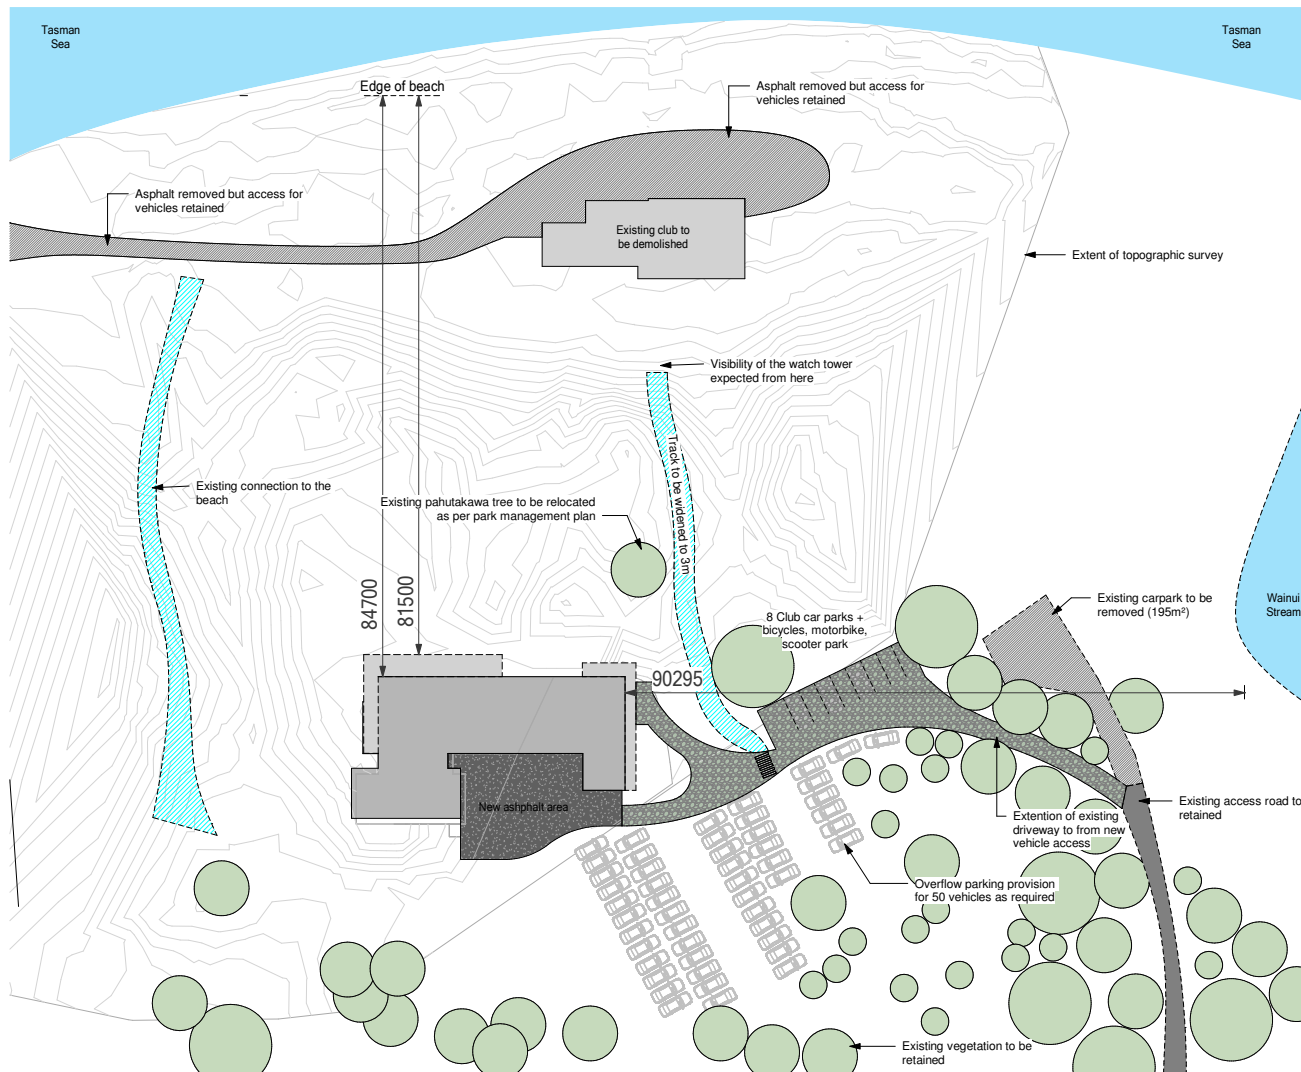 Tasman
Sea
Tasman
Sea
Edge of beach
Asphalt removed but access for
vehicles retained
Asphalt removed but access for
vehicles retained
Existing club to
be demolished
Extent of topographic survey
Visibility of the watch tower
expected from here
Track to be widened to 3m
Existing connection to the
beach
Existing pahutakawa tree to be relocated
as per park management plan
84700
81500
8 Club car parks +
bicycles, motorbike,
scooter park
Existing carpark to be
removed (195m²)
Wainui
Stream
90295
New ashphalt area
Existing access road to
retained
Extention of existing
driveway to from new
vehicle access
Overflow parking provision
for 50 vehicles as required
Existing vegetation to be
retained